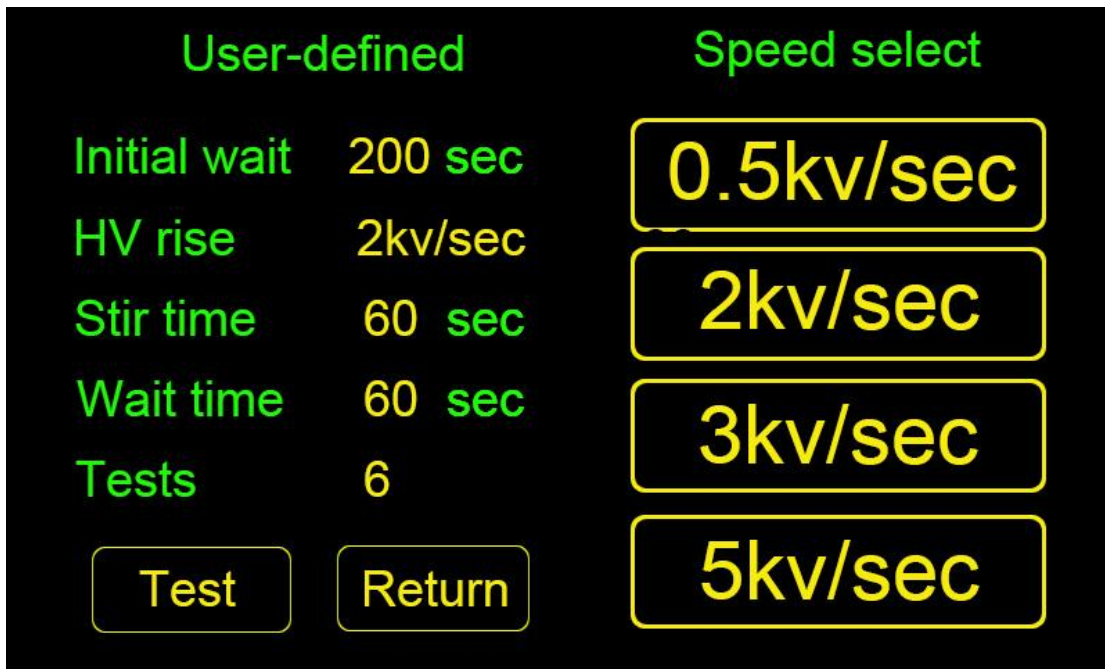 User-defined
Initial wait 200 sec
HV rise 2kv/sec
Stir time 60 sec
Wait time 60 sec
Tests 6
Test Return
Speed select
0.5kv/sec
2kv/sec
3kv/sec
5kv/sec